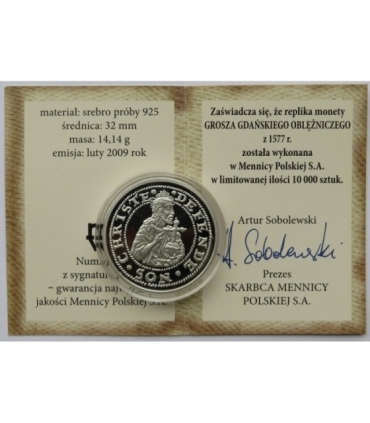 materiał: srebro próby 925
średnica: 32 mm
masa: 14,14 g
emisja: luty 2009 rok
z sygnatu
– gwarancja naj
jakości Mennicy Polskiej S.A.
CHRISTE DEFENDE NOS
Zaświadcza się, że replika monety
GROSZA GDAŃSKIEGO OBLĘŻNICZEGO
z 1577 r.
została wykonana
w Mennicy Polskiej S.A.
w limitowanej ilości 10 000 sztuk.
Artur Sobolewski
A. Sobolewski
Prezes
SKARBCA MENNICY
POLSKIEJ S.A.